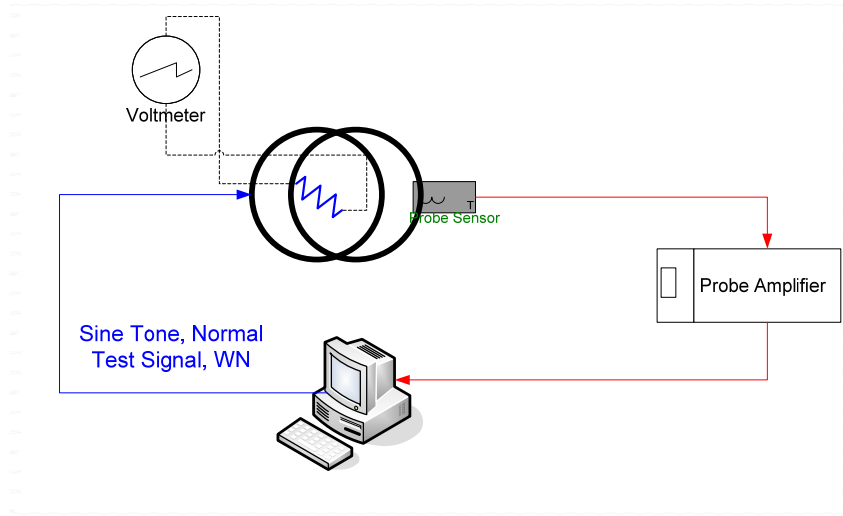 Voltmeter
T
Probe Sensor
Probe Amplifier
Sine Tone, Normal
Test Signal, WN